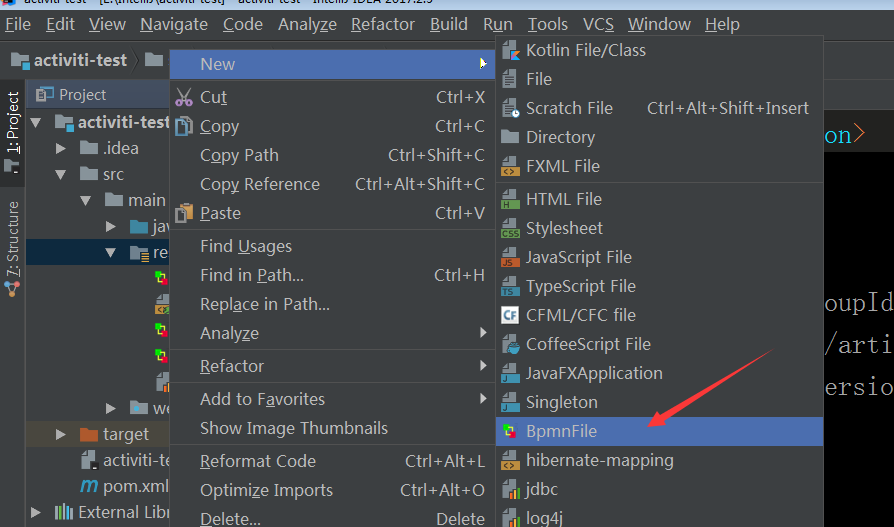 activiti-test [E:\Intellij\activiti-test] - activiti-test - IntelliJ IDEA 2017.2.5
File Edit View Navigate Code Analyze Refactor Build Run Tools VCS Window Help
activiti-test
1: Project
7: Structure
Project
activiti-test
.idea
src
main
target
pom.xml
New
Cut Ctrl+X
Copy Ctrl+C
Copy Path Ctrl+Shift+C
Copy Reference Ctrl+Alt+Shift+C
Paste Ctrl+V
Find Usages
Find in Path... Ctrl+H
Replace in Path...
Analyze
Refactor
Add to Favorites
Show Image Thumbnails
Reformat Code Ctrl+Alt+L
Optimize Imports Ctrl+Alt+O
Delete... Delete
Kotlin File/Class
File
Scratch File Ctrl+Alt+Shift+Insert
Directory
FXML File
HTML File
Stylesheet
JavaScript File
TypeScript File
CFML/CFC file
CoffeeScript File
JavaFXApplication
Singleton
BpmnFile
hibernate-mapping
jdbc
log4j
on>
oupId
/arti
ersio